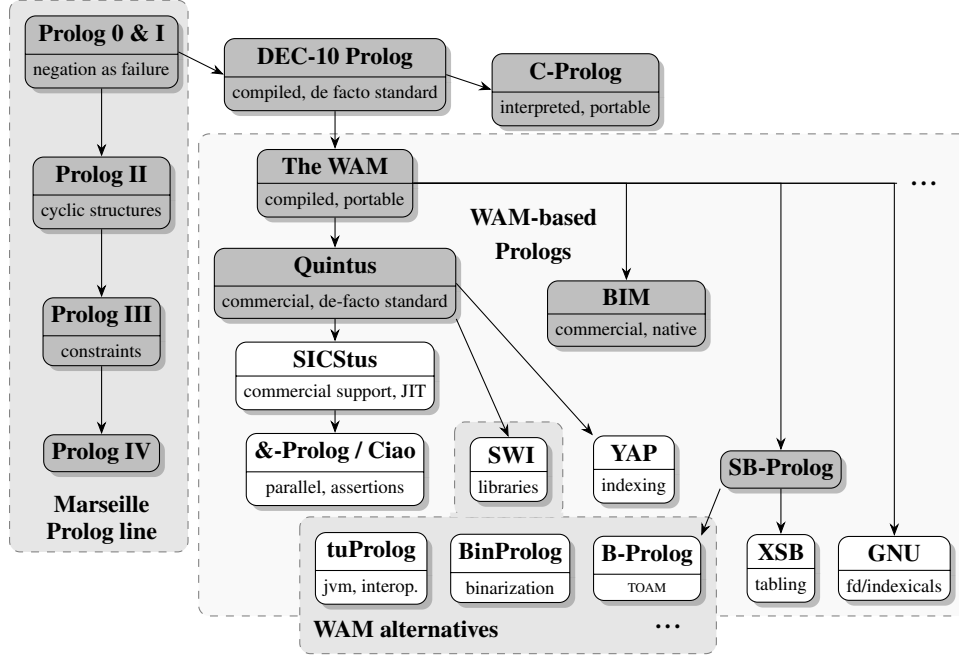 Prolog 0 & I
negation as failure
DEC-10 Prolog
compiled, de facto standard
C-Prolog
interpreted, portable
The WAM
compiled, portable
...
Prolog II
cyclic structures
WAM-based
Prologs
Quintus
commercial, de-facto standard
BIM
commercial, native
Prolog III
constraints
SICStus
commercial support, JIT
Prolog IV
&-Prolog / Ciao
parallel, assertions
SWI
libraries
YAP
indexing
SB-Prolog
Marseille
Prolog line
tuProlog
jvm, interop.
BinProlog
binarization
B-Prolog
TOAM
XSB
tabling
GNU
fd/indexicals
WAM alternatives
...